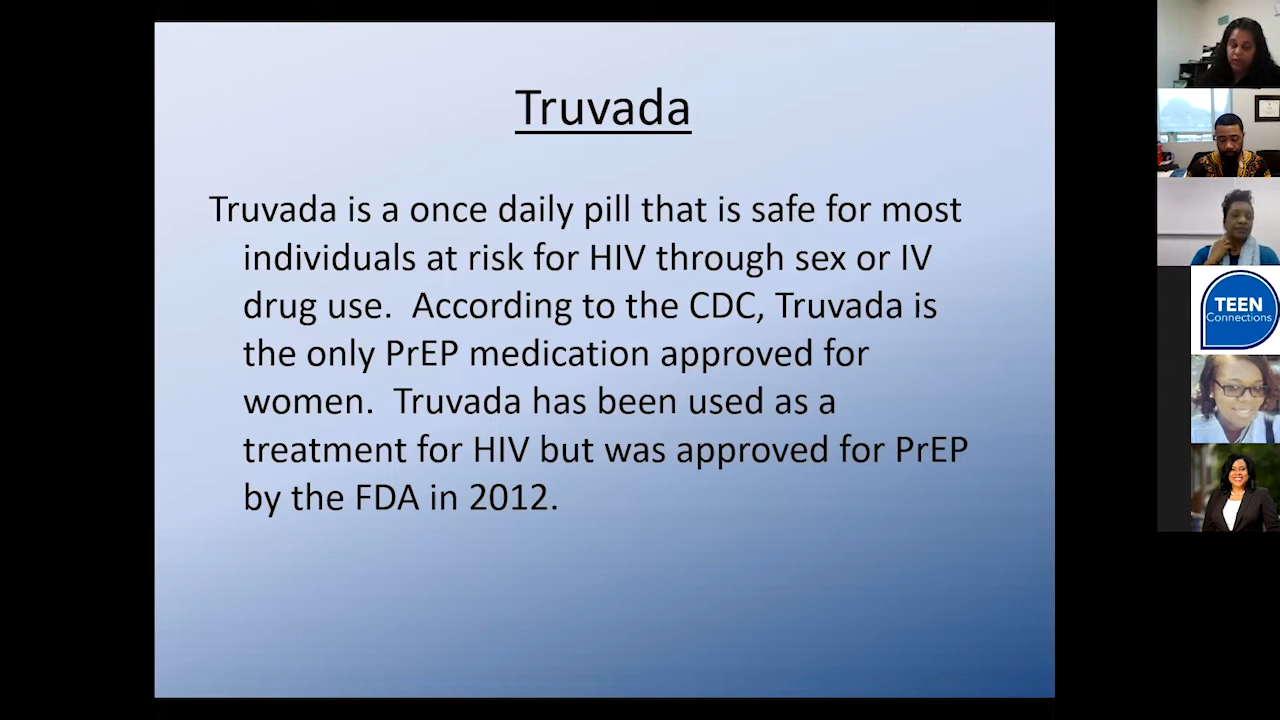 Truvada
Truvada is a once daily pill that is safe for most
individuals at risk for HIV through sex or IV
drug use.  According to the CDC, Truvada is
the only PrEP medication approved for
women.  Truvada has been used as a
treatment for HIV but was approved for PrEP
by the FDA in 2012.
TEEN
Connections